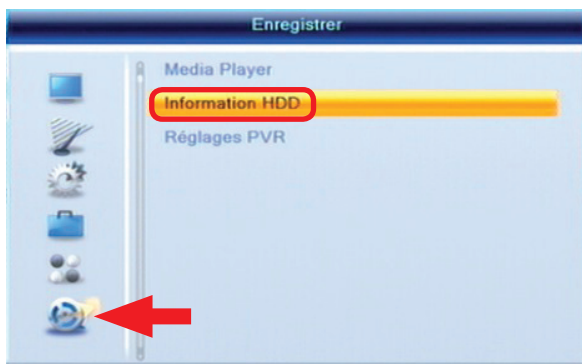 Enregistrer
Media Player
Information HDD
Réglages PVR